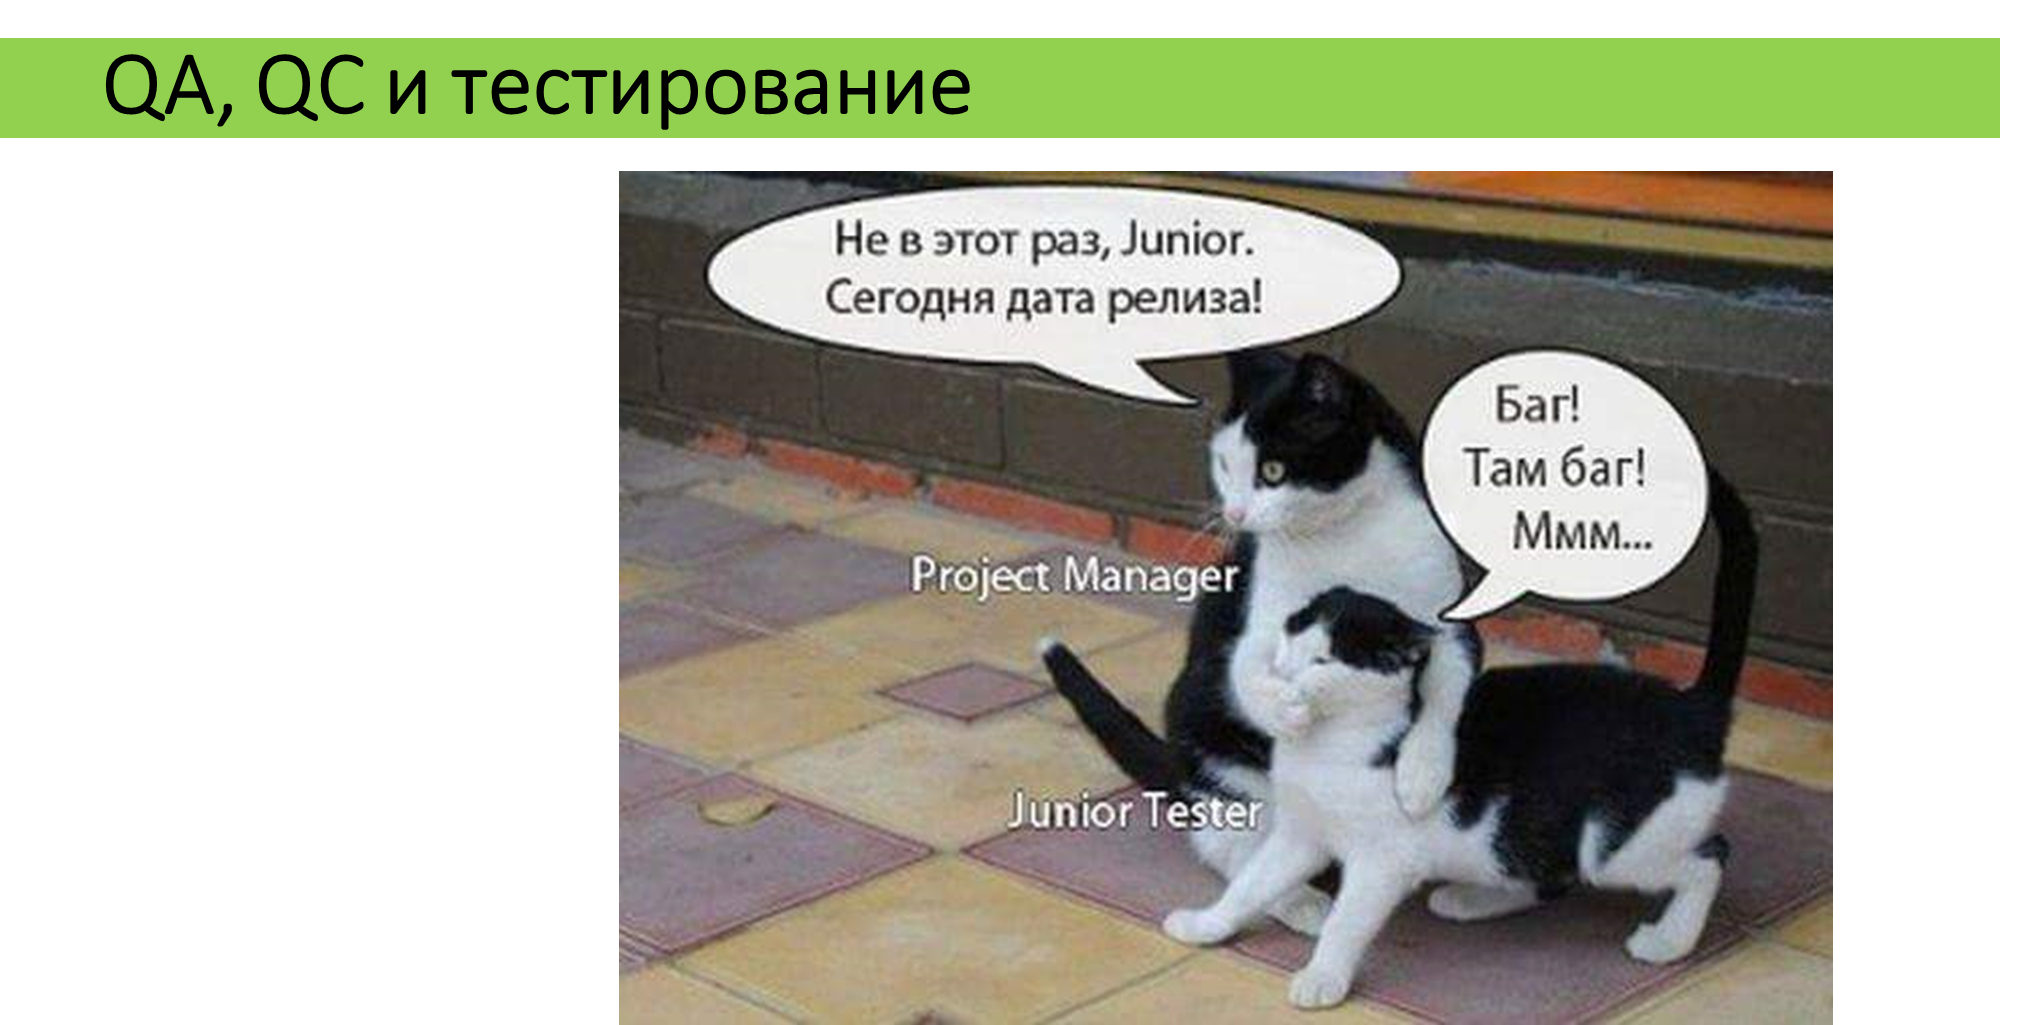 QA, QC и тестирование
Не в этот раз, Junior.
Сегодня дата релиза!
Баг!
Там баг!
Ммм...
Project Manager
Junior Tester